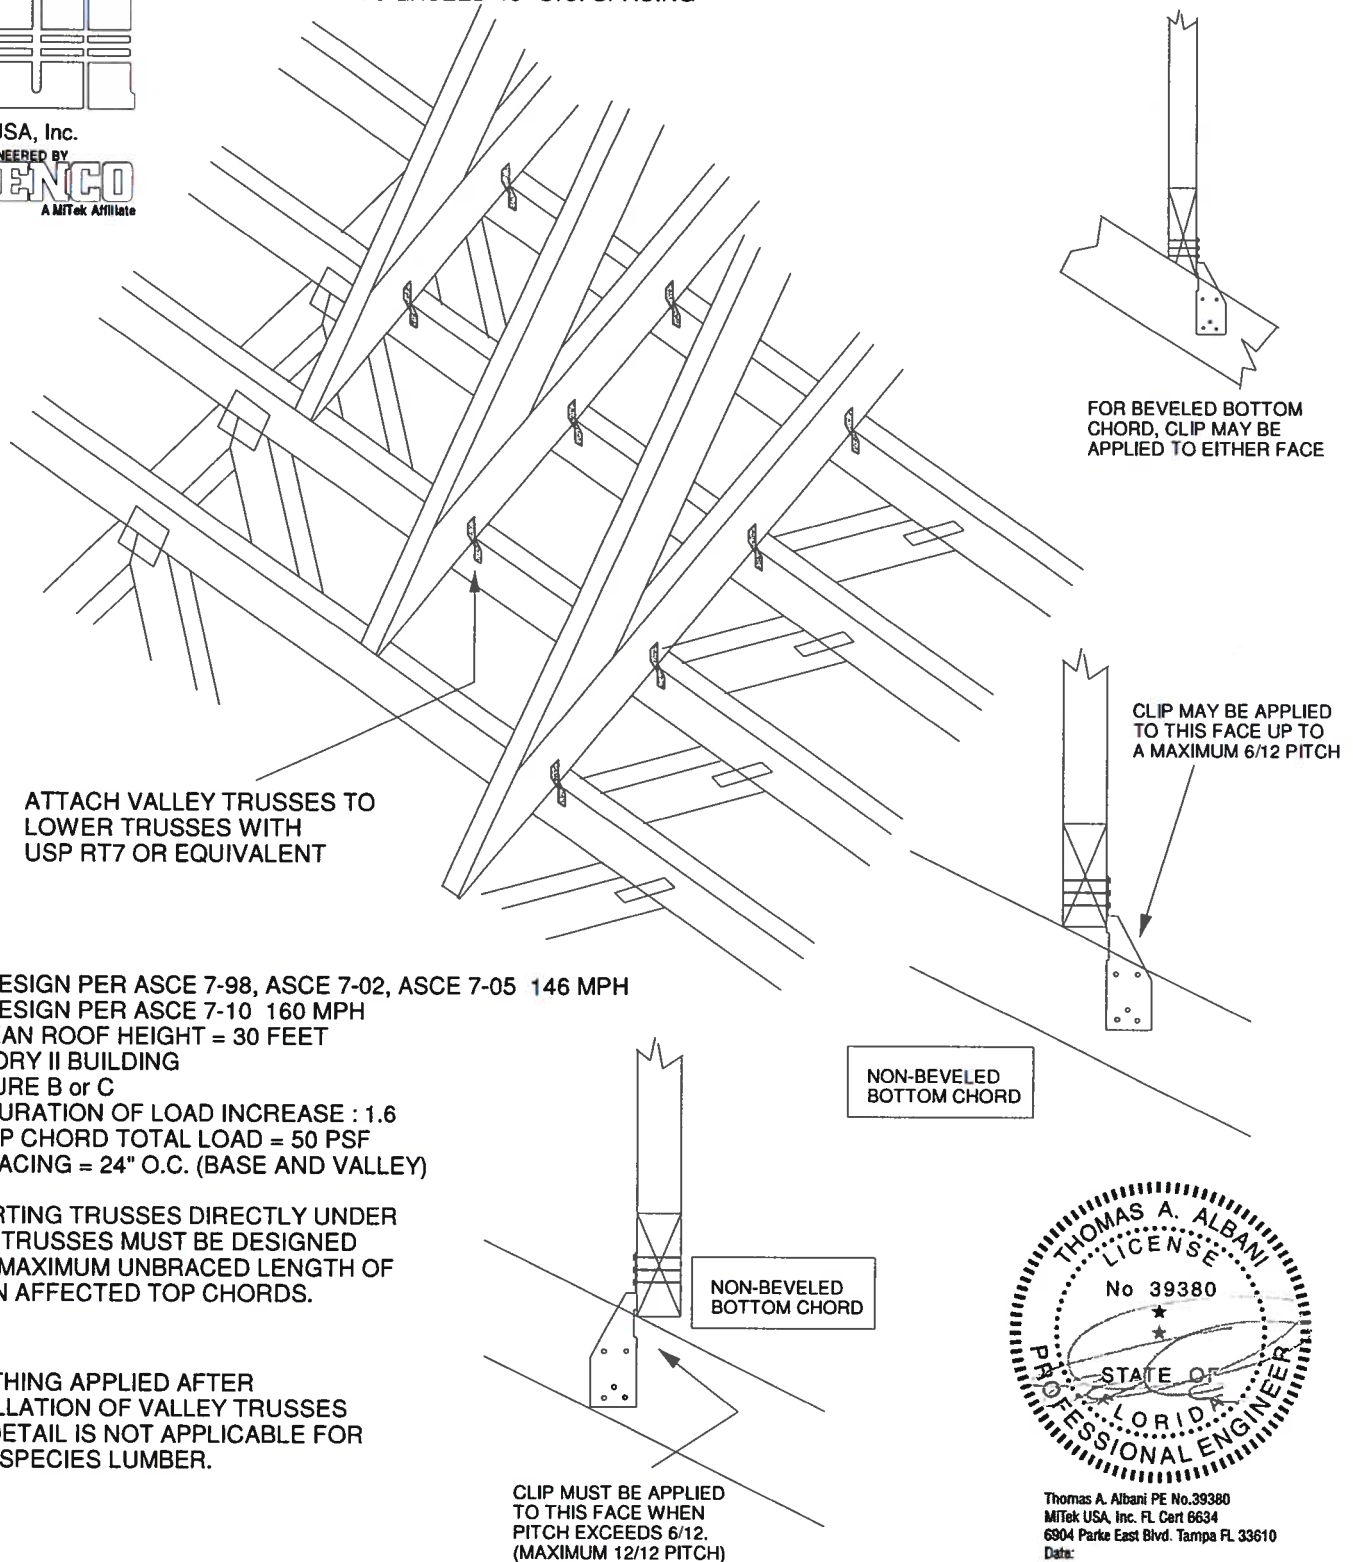 USA, Inc.
A MiTek Affiliate
FOR BEVELED BOTTOM
CHORD, CLIP MAY BE
APPLIED TO EITHER FACE
CLIP MAY BE APPLIED
TO THIS FACE UP TO
A MAXIMUM 6/12 PITCH
ATTACH VALLEY TRUSSES TO
LOWER TRUSSES WITH
USP RT7 OR EQUIVALENT
ESIGN PER ASCE 7-98, ASCE 7-02, ASCE 7-05 146 MPH
ESIGN PER ASCE 7-10 160 MPH
AN ROOF HEIGHT = 30 FEET
ORY II BUILDING
URE B or C
URATION OF LOAD INCREASE : 1.6
P CHORD TOTAL LOAD = 50 PSF
ACING = 24" O.C. (BASE AND VALLEY)
RTING TRUSSES DIRECTLY UNDER
TRUSSES MUST BE DESIGNED
MAXIMUM UNBRACED LENGTH OF
N AFFECTED TOP CHORDS.
THING APPLIED AFTER
LLATION OF VALLEY TRUSSES
DETAIL IS NOT APPLICABLE FOR
SPECIES LUMBER.
NON-BEVELED
BOTTOM CHORD
NON-BEVELED
BOTTOM CHORD
CLIP MUST BE APPLIED
TO THIS FACE WHEN
PITCH EXCEEDS 6/12.
(MAXIMUM 12/12 PITCH)
THOMAS A. ALBANI
LICENSE
No 39380
STATE OF
FLORIDA
PROFESSIONAL ENGINEER
Thomas A. Albani PE No.39380
MiTek USA, Inc. FL Cert 6634
6904 Parke East Blvd. Tampa FL 33610
Date: